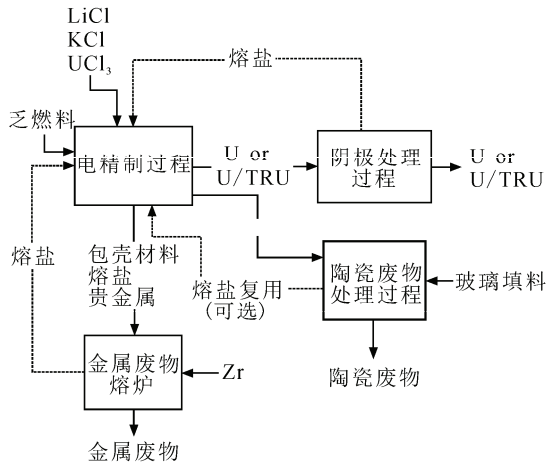 LiCl
KCl
UCl₃
熔盐
乏燃料
电精制过程
U or
U/TRU
阴极处理
过程
U or
U/TRU
熔盐
包壳材料
熔盐
贵金属
熔盐复用
(可选)
陶瓷废物
处理过程
玻璃填料
金属废物
熔炉
Zr
陶瓷废物
金属废物